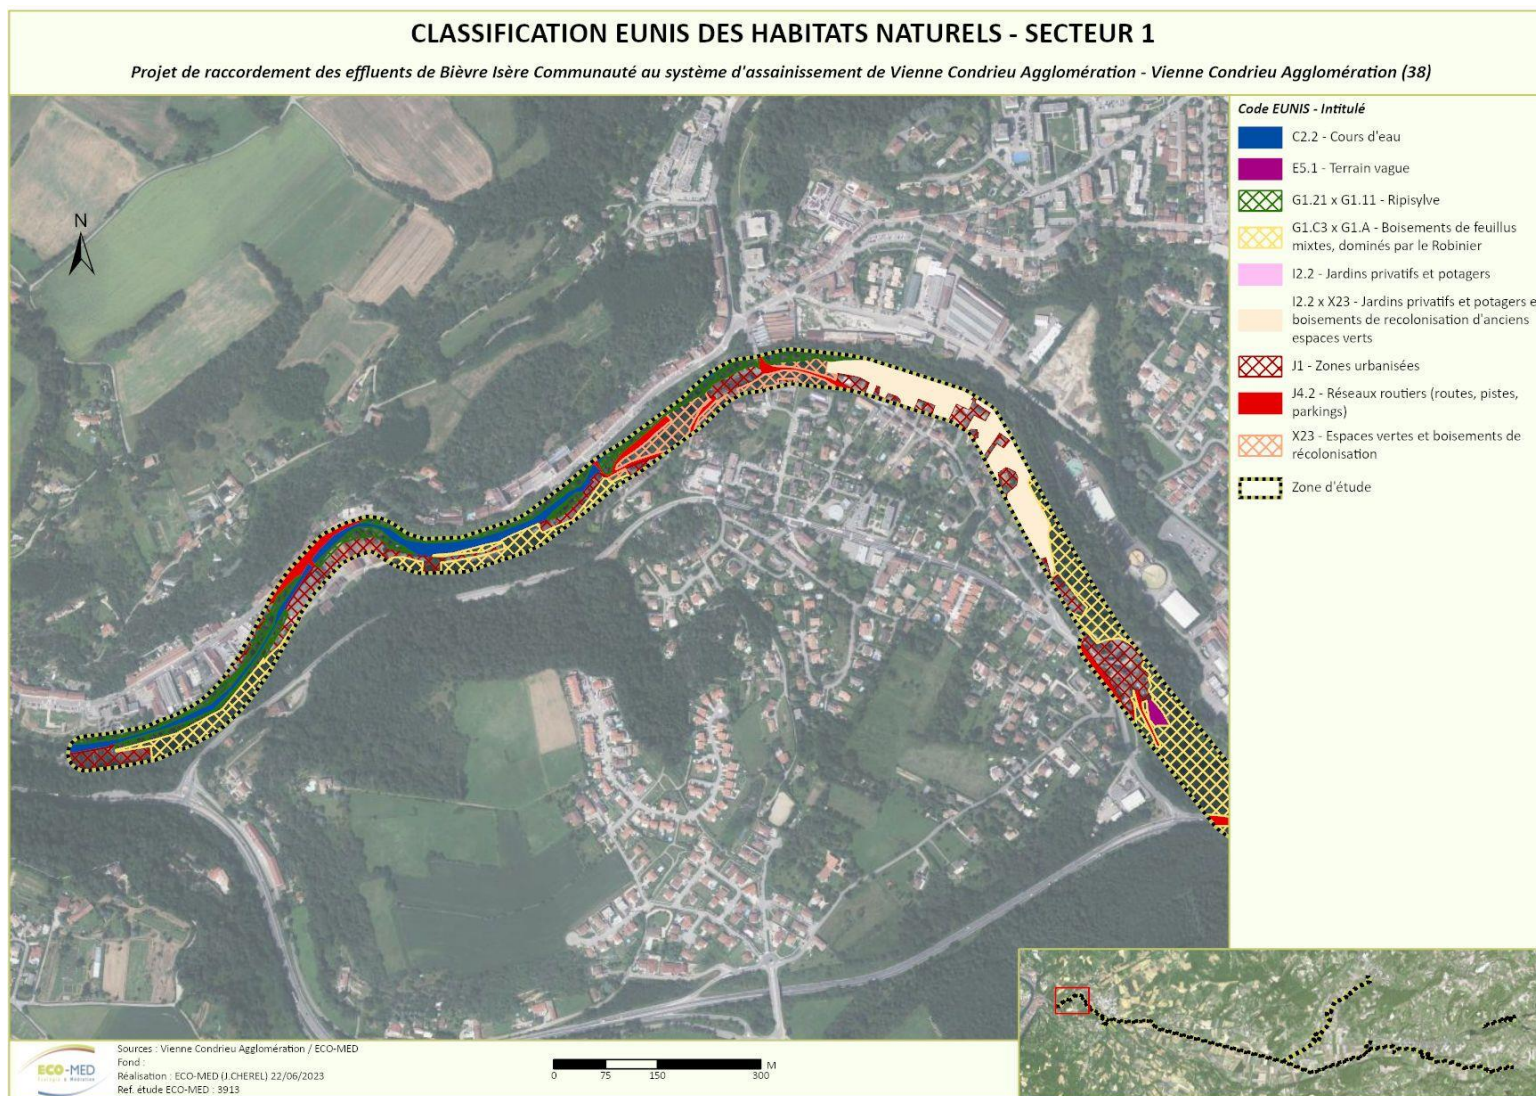 CLASSIFICATION EUNIS DES HABITATS NATURELS - SECTEUR 1
Projet de raccordement des effluents de Bièvre Isère Communauté au système d'assainissement de Vienne Condrieu Agglomération - Vienne Condrieu Agglomération (38)
N
Code EUNIS - Intitulé
C2.2 - Cours d'eau
E5.1 - Terrain vague
G1.21 x G1.11 - Ripisylve
G1.C3 x G1.A - Boisements de feuillus
mixtes, dominés par le Robinier
I2.2 - Jardins privatifs et potagers
I2.2 x X23 - Jardins privatifs et potagers e
boisements de recolonisation d'anciens
espaces verts
J1 - Zones urbanisées
J4.2 - Réseaux routiers (routes, pistes,
parkings)
X23 - Espaces vertes et boisements de
récolonisation
Zone d'étude
ECO-MED
Ecologie & Médiation
Sources : Vienne Condrieu Agglomération / ECO-MED
Fond :
Réalisation : ECO-MED (J.CHEREL) 22/06/2023
Ref. étude ECO-MED : 3913
M
0 75 150 300